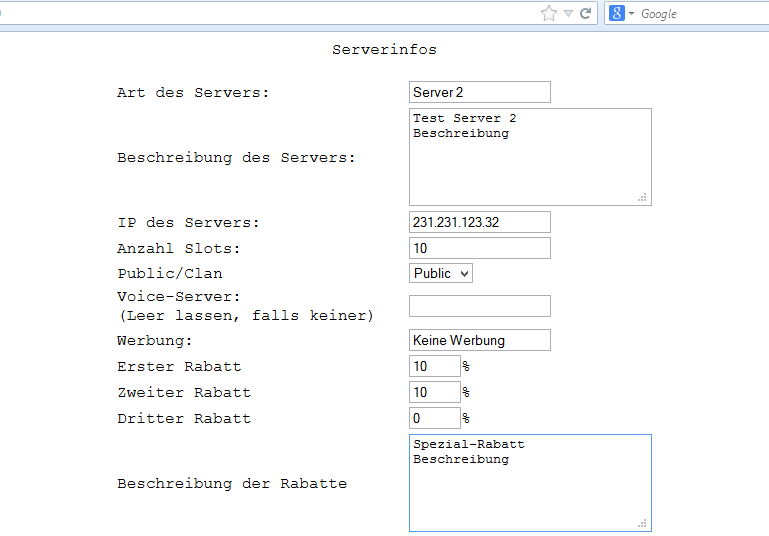 8 Google
Serverinfos
Art des Servers: Server 2
Test Server 2
Beschreibung
Beschreibung des Servers:
IP des Servers: 231.231.123.32
Anzahl Slots: 10
Public/Clan Public
Voice-Server:
(Leer lassen, falls keiner)
Werbung: Keine Werbung
Erster Rabatt 10 %
Zweiter Rabatt 10 %
Dritter Rabatt 0 %
Spezial-Rabatt
Beschreibung
Beschreibung der Rabatte